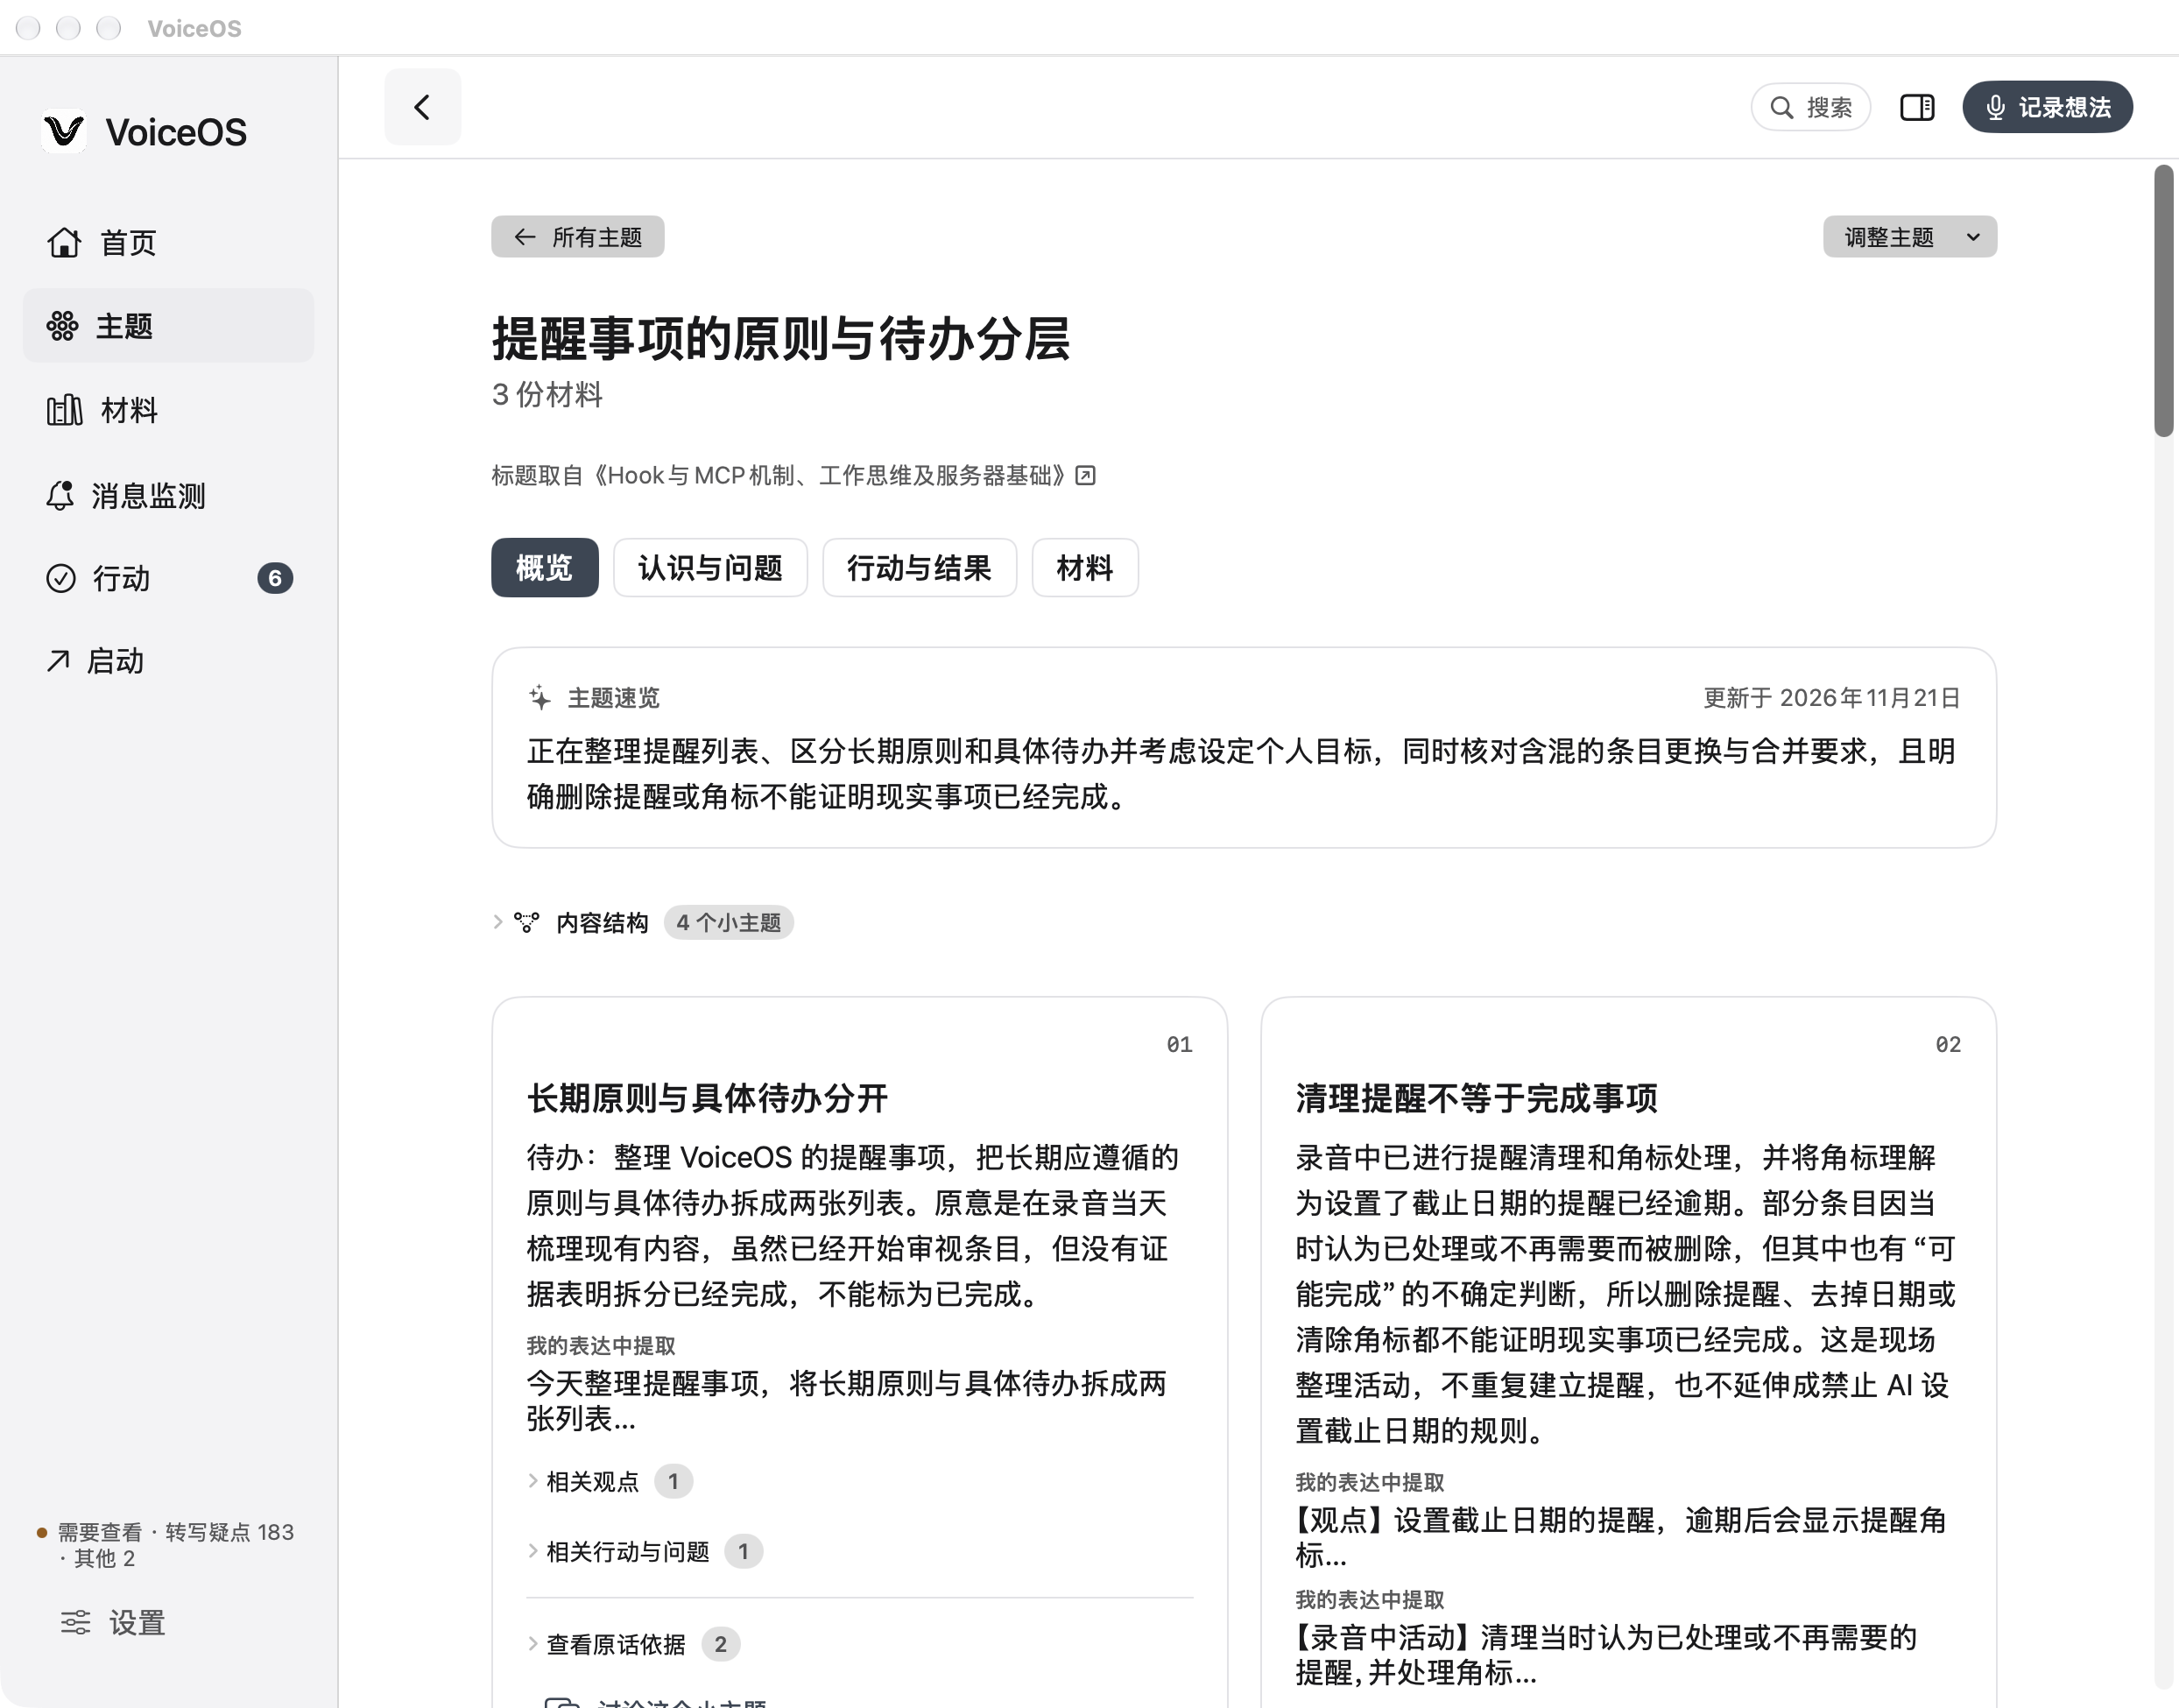 VoiceOS
VoiceOS
首页
主题
材料
消息监测
行动 6
启动
需要查看 · 转写疑点 183
· 其他 2
设置
搜索
记录想法
所有主题
调整主题
提醒事项的原则与待办分层
3 份材料
标题取自《Hook与MCP机制、工作思维及服务器基础》
概览 认识与问题 行动与结果 材料
主题速览
更新于 2026年11月21日
正在整理提醒列表、区分长期原则和具体待办并考虑设定个人目标，同时核对含混的条目更换与合并要求，且明
确删除提醒或角标不能证明现实事项已经完成。
内容结构 4 个小主题
01
长期原则与具体待办分开
待办：整理 VoiceOS 的提醒事项，把长期应遵循的
原则与具体待办拆成两张列表。原意是在录音当天
梳理现有内容，虽然已经开始审视条目，但没有证
据表明拆分已经完成，不能标为已完成。
我的表达中提取
今天整理提醒事项，将长期原则与具体待办拆成两
张列表...
相关观点 1
相关行动与问题 1
查看原话依据 2
讨论这个小主题
02
清理提醒不等于完成事项
录音中已进行提醒清理和角标处理，并将角标理解
为设置了截止日期的提醒已经逾期。部分条目因当
时认为已处理或不再需要而被删除，但其中也有“可
能完成”的不确定判断，所以删除提醒、去掉日期或
清除角标都不能证明现实事项已经完成。这是现场
整理活动，不重复建立提醒，也不延伸成禁止 AI 设
置截止日期的规则。
我的表达中提取
【观点】设置截止日期的提醒，逾期后会显示提醒角
标...
我的表达中提取
【录音中活动】清理当时认为已处理或不再需要的
提醒，并处理角标...